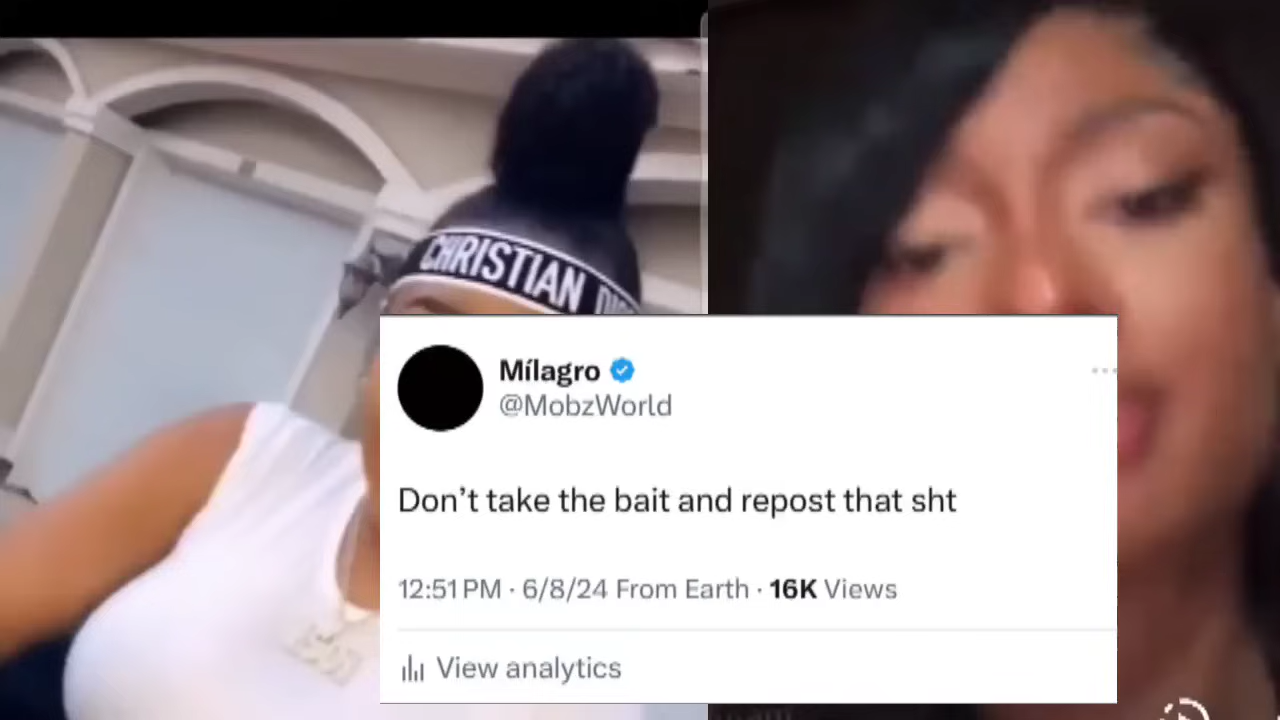 CHRISTIAN
Mílagro
@MobzWorld
Don’t take the bait and repost that sht
12:51 PM · 6/8/24 From Earth · 16K Views
View analytics